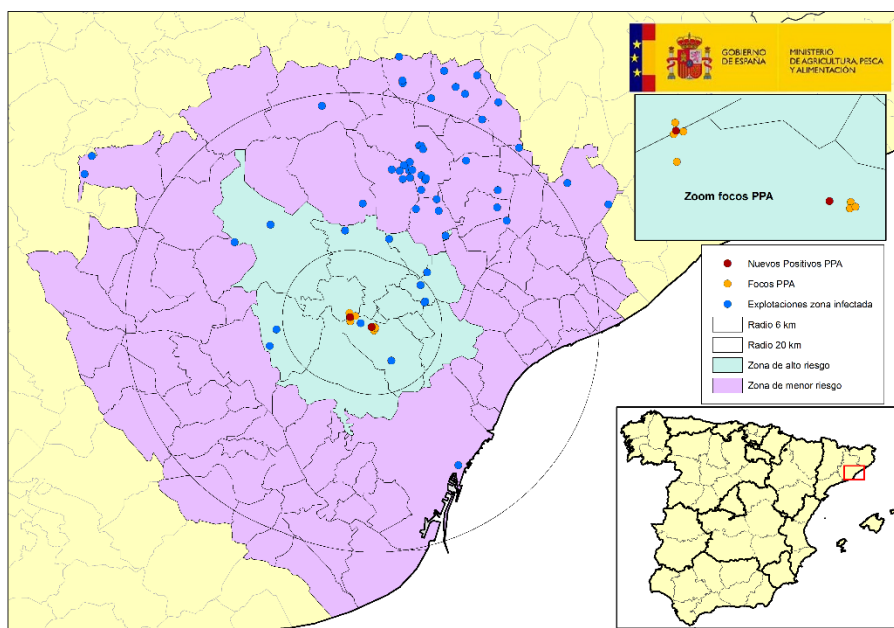 GOBIERNO
DE ESPAÑA
MINISTERIO
DE AGRICULTURA, PESCA
Y ALIMENTACIÓN
Zoom focos PPA
Nuevos Positivos PPA
Focos PPA
Explotaciones zona infectada
Radio 6 km
Radio 20 km
Zona de alto riesgo
Zona de menor riesgo